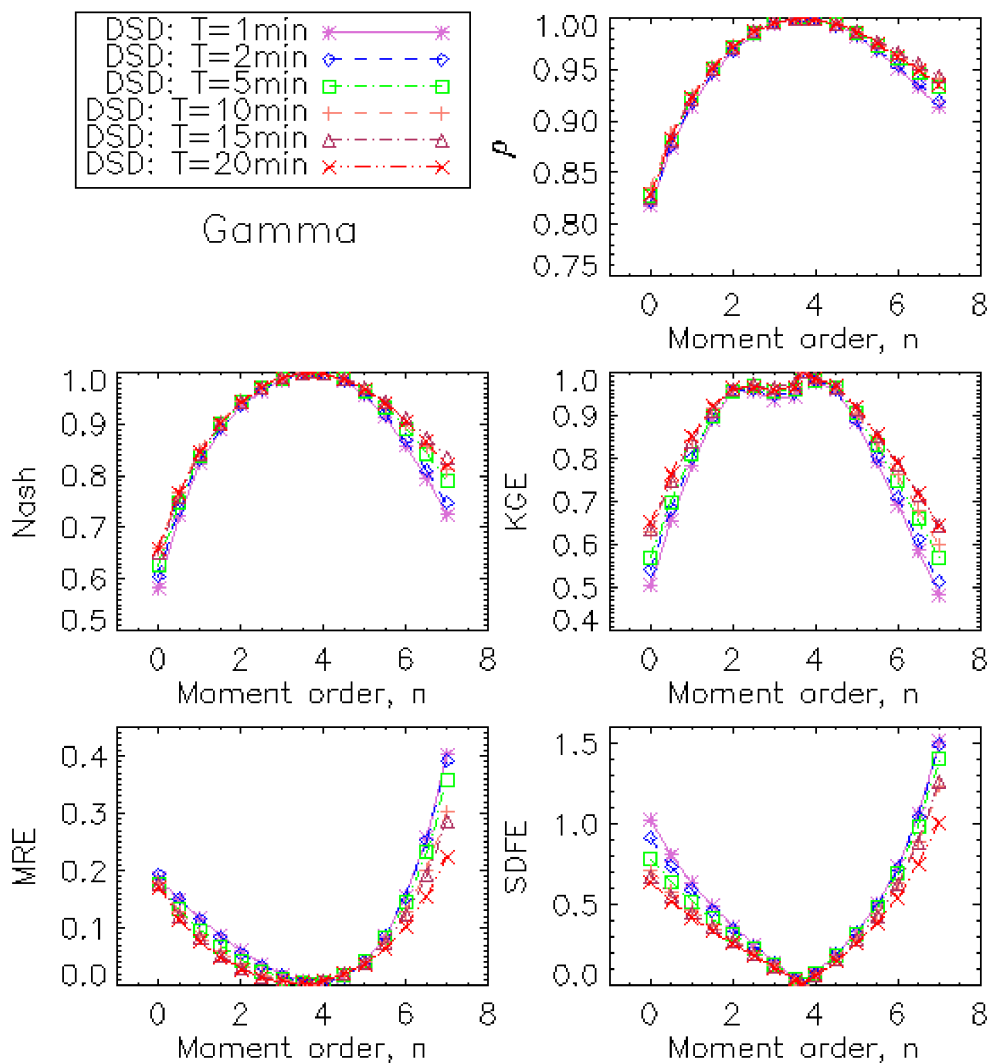 DSD: T=1min
DSD: T=2min
DSD: T=5min
DSD: T=10min
DSD: T=15min
DSD: T=20min
Gamma
1.00
0.95
0.90
0.85
0.80
0.75
ρ
0 2 4 6 8
Moment order, n
1.0
0.9
0.8
0.7
0.6
0.5
Nash
0 2 4 6 8
Moment order, n
1.0
0.9
0.8
0.7
0.6
0.5
0.4
KGE
0 2 4 6 8
Moment order, n
0.4
0.3
0.2
0.1
0.0
MRE
0 2 4 6 8
Moment order, n
1.5
1.0
0.5
0.0
SDFE
0 2 4 6 8
Moment order, n